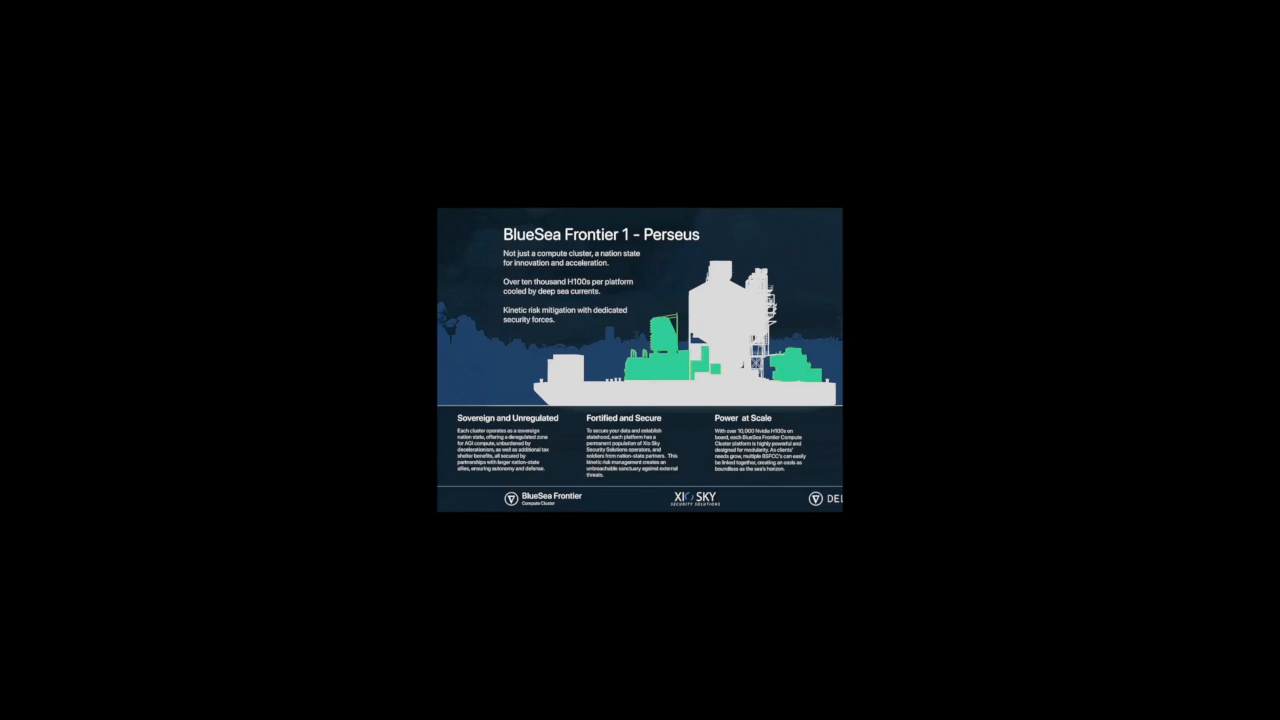 BlueSea Frontier 1 - Perseus
Not just a compute cluster, a nation state
for innovation and acceleration.
Over ten thousand H100s per platform
cooled by deep sea currents.
Kinetic risk mitigation with dedicated
security forces.
Sovereign and Unregulated
Each cluster operates as a sovereign
nation state, offering a deregulated zone
for AGI compute, unburdened by
decelerationism, as well as additional tax
shelter benefits, all secured by
partnerships with larger nation-state
allies, ensuring autonomy and defense.
Fortified and Secure
To secure your data and establish
statehood, each platform has a
permanent population of Xio Sky
Security Solutions operators, and
soldiers from nation-state partners. This
kinetic risk management creates an
unbreachable sanctuary against external
threats.
Power at Scale
With over 10,000 Nvidia H100s on
board, each BlueSea Frontier Compute
Cluster platform is highly powerful and
designed for modularity. As clients'
needs grow, multiple BSFCC's can easily
be linked together, creating an oasis as
boundless as the sea's horizon.
BlueSea Frontier
Compute Cluster
XIO SKY
SECURITY SOLUTIONS
DEL